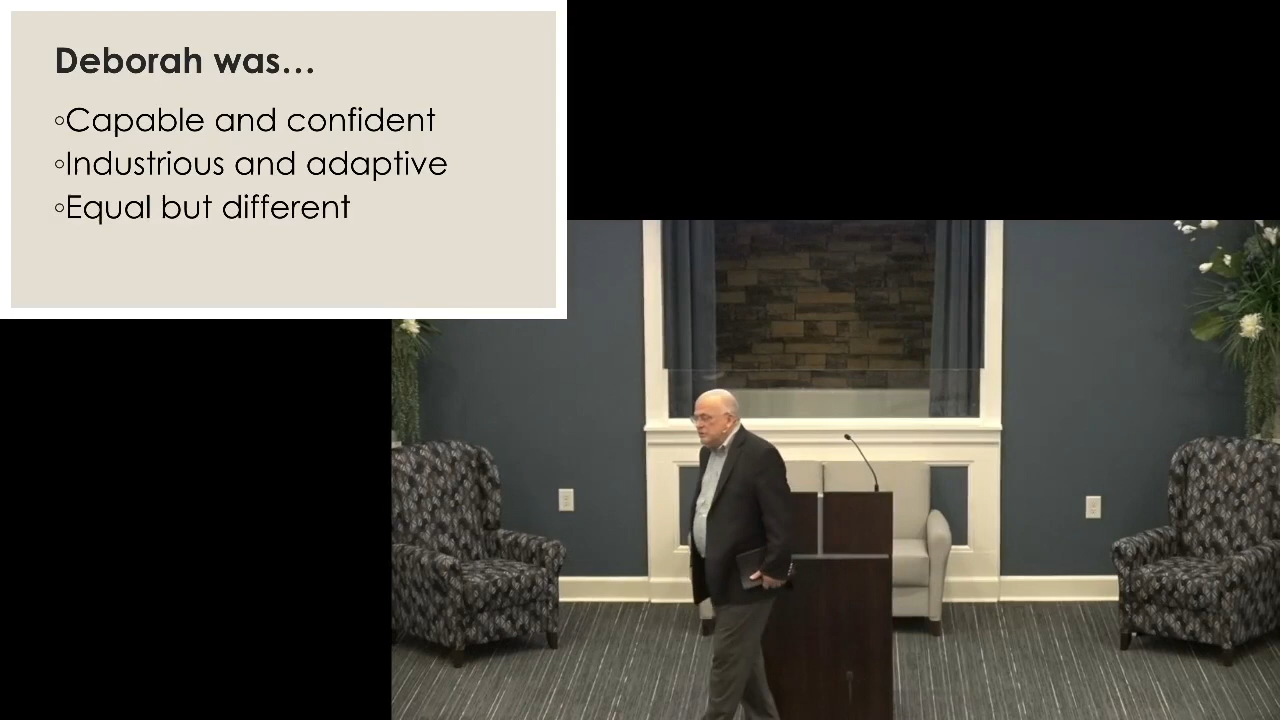 Deborah was...
◦Capable and confident
◦Industrious and adaptive
◦Equal but different